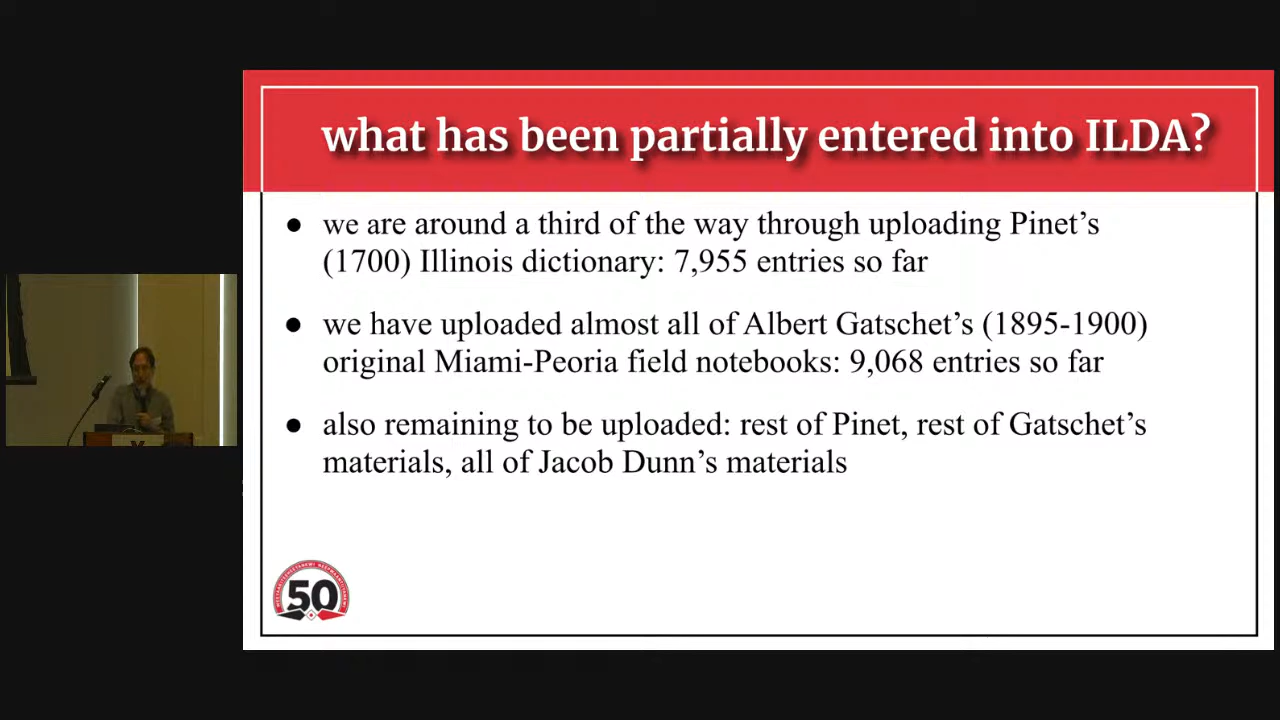 what has been partially entered into ILDA?
● we are around a third of the way through uploading Pinet’s
(1700) Illinois dictionary: 7,955 entries so far
● we have uploaded almost all of Albert Gatschet’s (1895-1900)
original Miami-Peoria field notebooks: 9,068 entries so far
● also remaining to be uploaded: rest of Pinet, rest of Gatschet’s
materials, all of Jacob Dunn’s materials
50